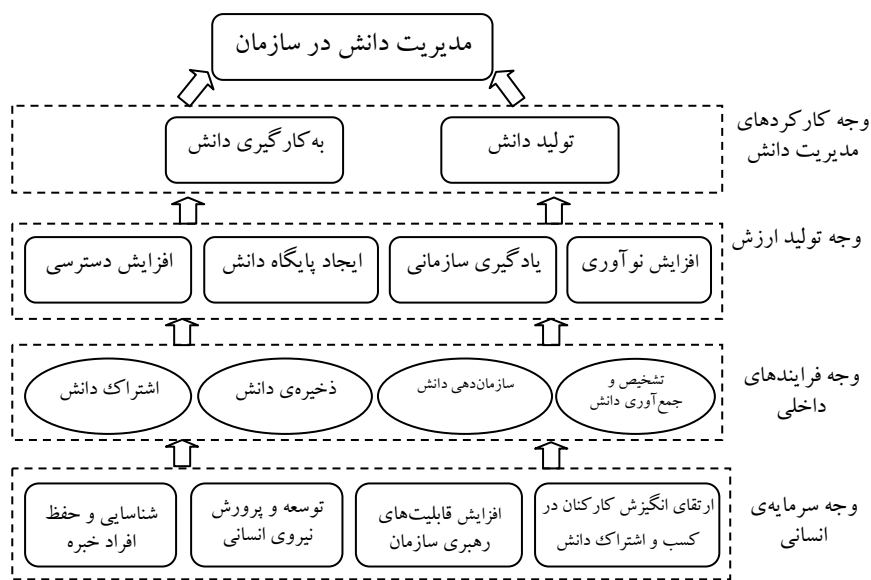 مدیریت دانش در سازمان
وجه کارکردهای
مدیریت دانش
تولید دانش
به‌کارگیری دانش
وجه تولید ارزش
افزایش نوآوری
یادگیری سازمانی
ایجاد پایگاه دانش
افزایش دسترسی
وجه فرایندهای
داخلی
تشخیص و
جمع‌آوری دانش
سازمان‌دهی دانش
ذخیره‌ی دانش
اشتراک دانش
وجه سرمایه‌ی
انسانی
ارتقای انگیزش کارکنان در
کسب و اشتراک دانش
افزایش قابلیت‌های
رهبری سازمان
توسعه و پرورش
نیروی انسانی
شناسایی و حفظ
افراد خبره